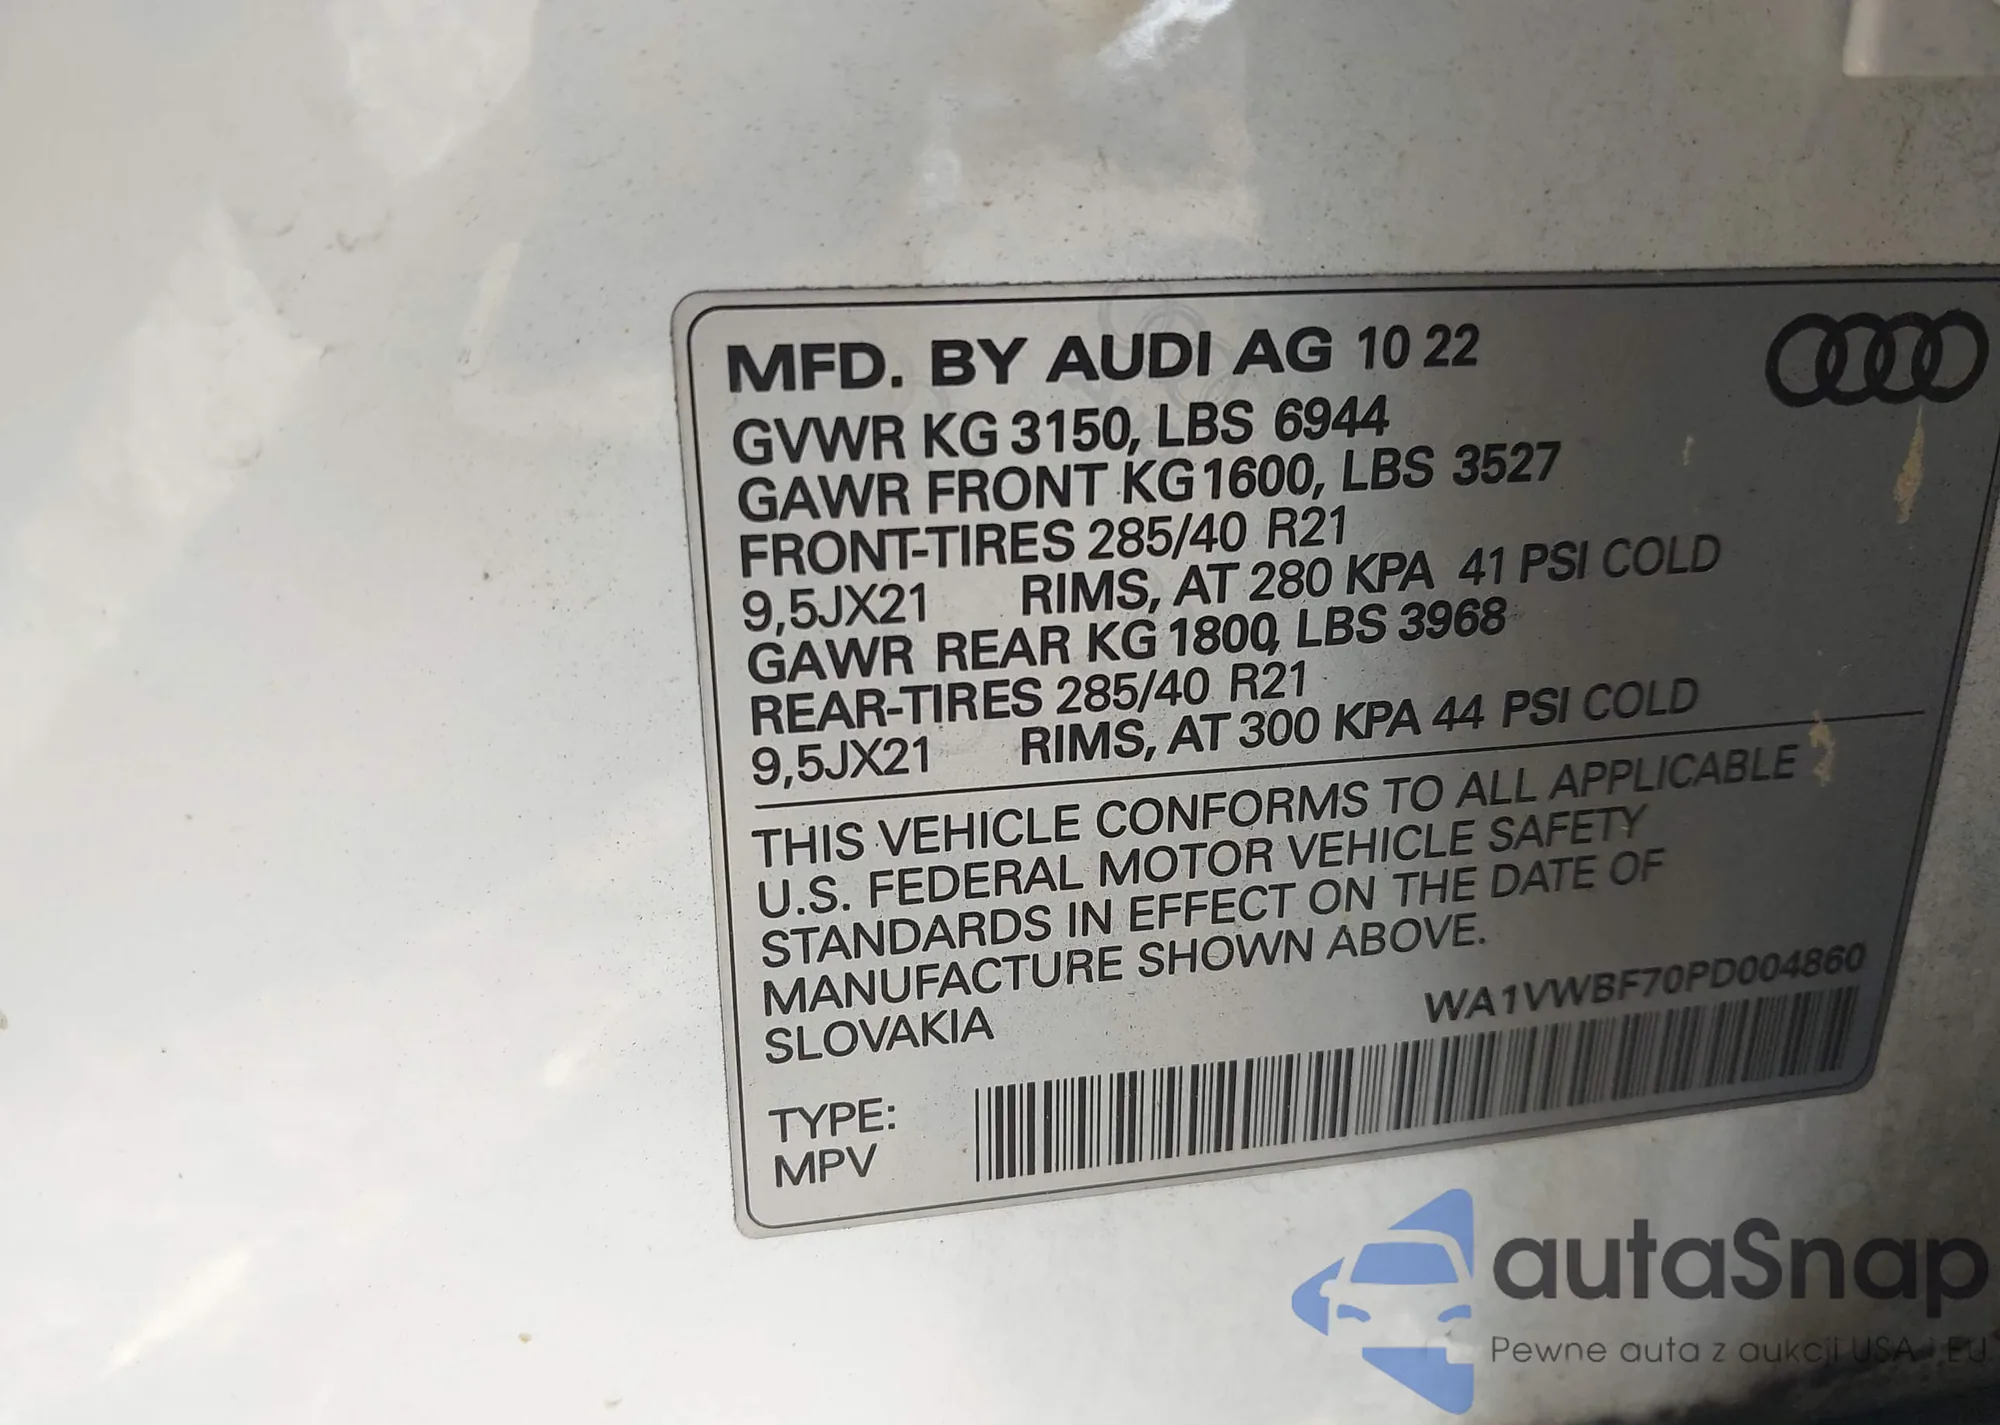 MFD. BY AUDI AG 10 22
GVWR KG 3150, LBS 6944
GAWR FRONT KG 1600, LBS 3527
FRONT-TIRES 285/40 R21
9,5JX21 RIMS, AT 280 KPA 41 PSI COLD
GAWR REAR KG 1800, LBS 3968
REAR-TIRES 285/40 R21
9,5JX21 RIMS, AT 300 KPA 44 PSI COLD
THIS VEHICLE CONFORMS TO ALL APPLICABLE
U.S. FEDERAL MOTOR VEHICLE SAFETY
STANDARDS IN EFFECT ON THE DATE OF
MANUFACTURE SHOWN ABOVE.
SLOVAKIA
WA1VWBF70PD004860
TYPE:
MPV
autaSnap
Pewne auta z aukcji USA i EU